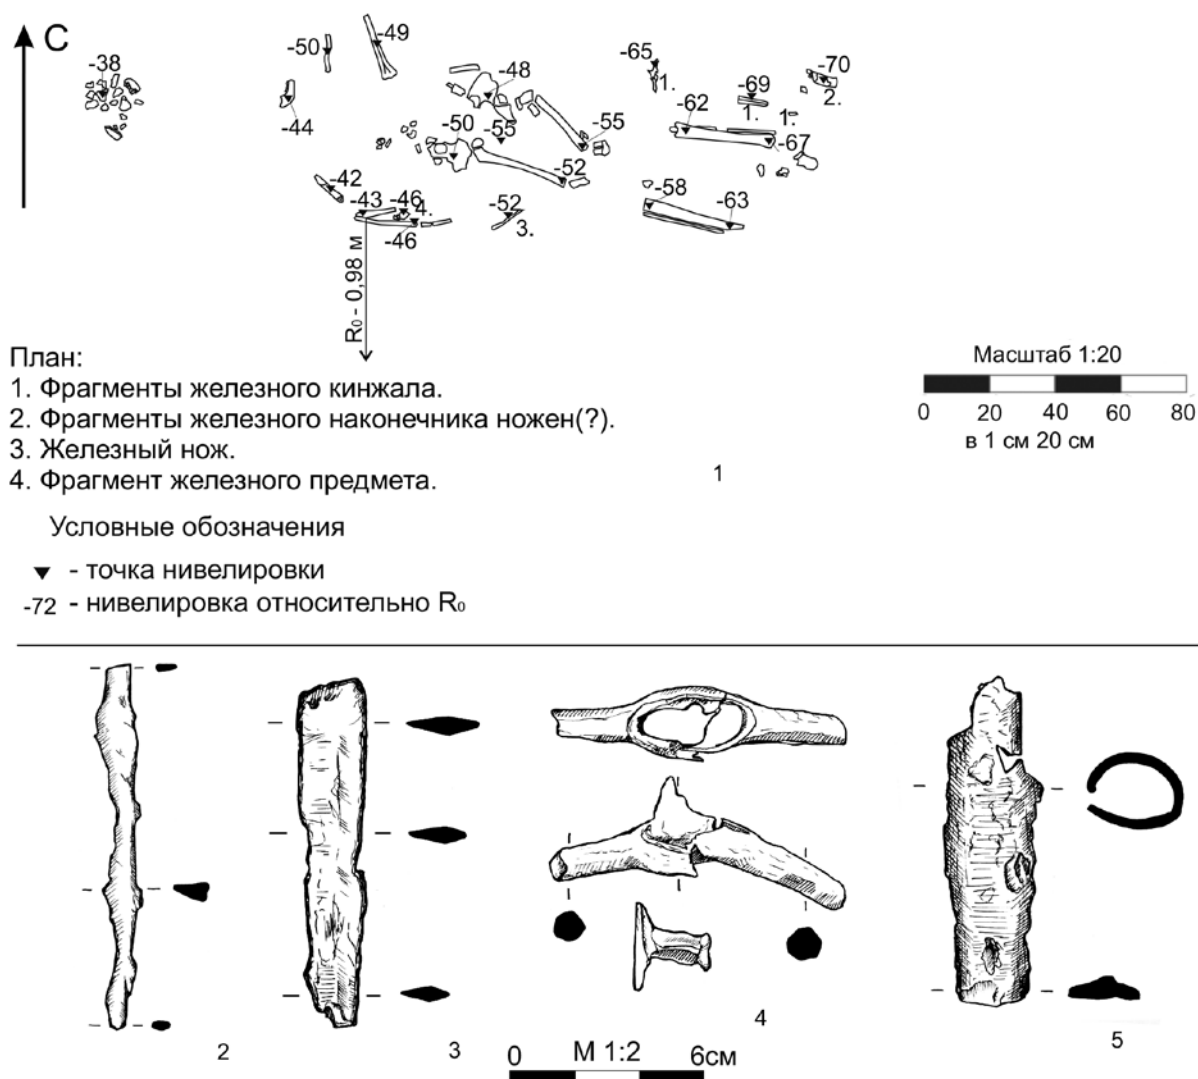 С
-38
-50
-49
-44
-48
-50
-55
-55
-52
-42
-43
-46
4.
-46
-52
3.
-65
1.
-69
1.
1.
-70
2.
-62
-67
-58
-63
R₀ - 0,98 м
План:
1. Фрагменты железного кинжала.
2. Фрагменты железного наконечника ножен(?).
3. Железный нож.
4. Фрагмент железного предмета.
Масштаб 1:20
0 20 40 60 80
в 1 см 20 см
1
Условные обозначения
- точка нивелировки
-72 - нивелировка относительно R₀
2
3
4
5
0 М 1:2 6см